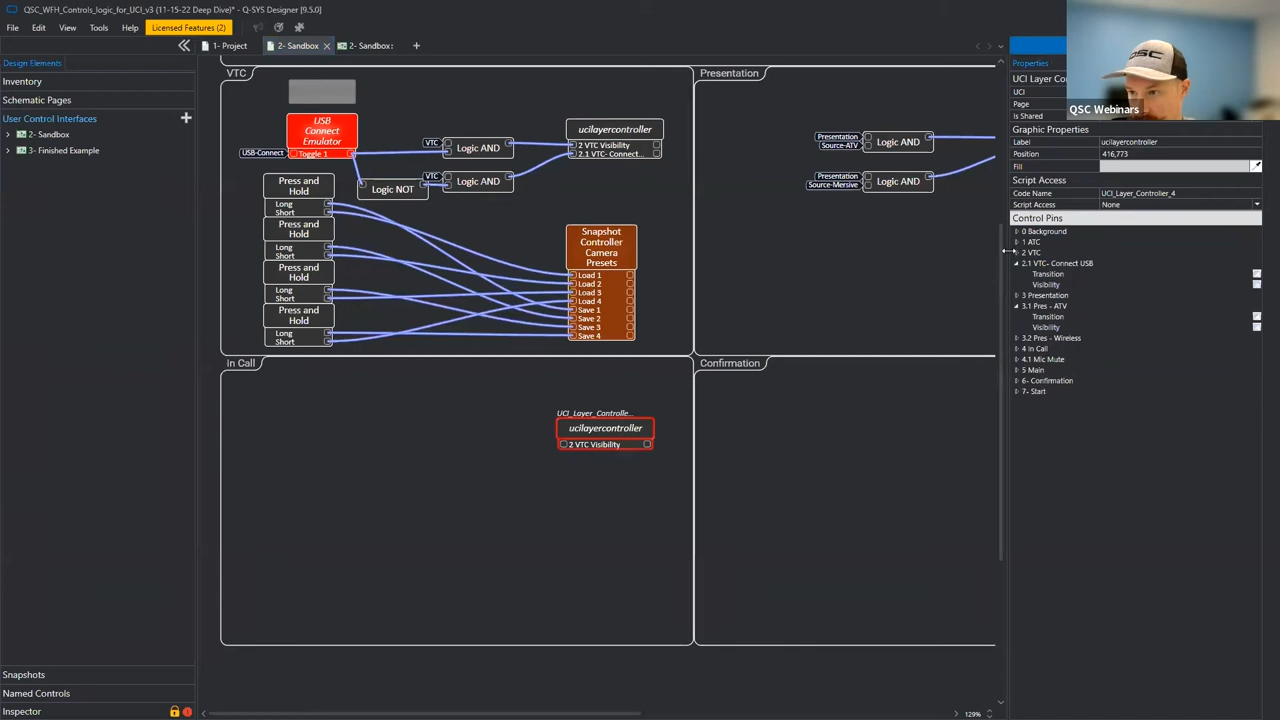 QSC_WFH_Controls_logic_for_UCI_v3 (11-15-22 Deep Dive)* - Q-SYS Designer [9.5.0]
File Edit View Tools Help Licensed Features (2)
Design Elements
1- Project 2- Sandbox 2- Sandbox:
Inventory
Schematic Pages
User Control Interfaces
2- Sandbox
3- Finished Example
Snapshots
Named Controls
Inspector
VTC
USB
Connect
Emulator
USB-Connect Toggle 1
Logic NOT
VTC
Logic AND
VTC
Logic AND
ucilayercontroller
2 VTC Visibility
2.1 VTC- Connect...
Press and
Hold
Long
Short
Press and
Hold
Long
Short
Press and
Hold
Long
Short
Press and
Hold
Long
Short
Snapshot
Controller
Camera
Presets
Load 1
Load 2
Load 3
Load 4
Save 1
Save 2
Save 3
Save 4
Presentation
Presentation
Source-ATV
Logic AND
Presentation
Source-Mersive
Logic AND
In Call
UCI_Layer_Controlle...
ucilayercontroller
2 VTC Visibility
Confirmation
129%
QSC
QSC Webinars
Properties
UCI Layer Co
UCI
Page
Is Shared
Graphic Properties
Label ucilayercontroller
Position 416,773
Fill
Script Access
Code Name UCI_Layer_Controller_4
Script Access None
Control Pins
0 Background
1 ATC
2 VTC
2.1 VTC- Connect USB
Transition
Visibility
3 Presentation
3.1 Pres - ATV
Transition
Visibility
3.2 Pres - Wireless
4 In Call
4.1 Mic Mute
5 Main
6- Confirmation
7- Start